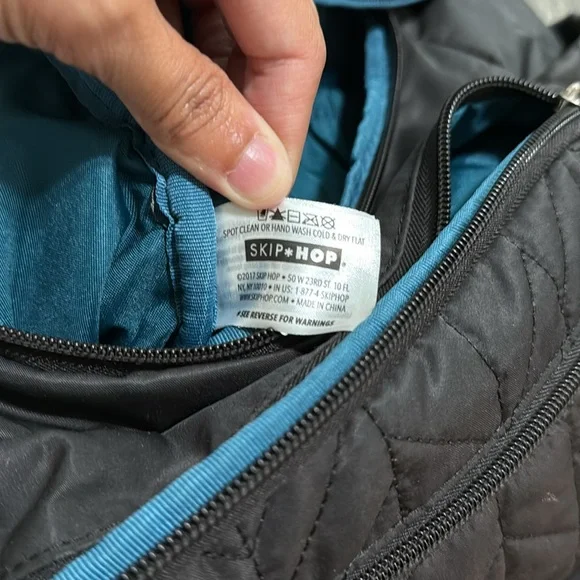 SPOT CLEAN OR HAND WASH COLD & DRY FLAT
SKIP*HOP®
©2017 SKIP HOP • 50 W 23RD ST. 10 FL
NY, NY 10010 • IN US: 1-877-4-SKIPHOP
WWW.SKIPHOP.COM • MADE IN CHINA
*SEE REVERSE FOR WARNINGS